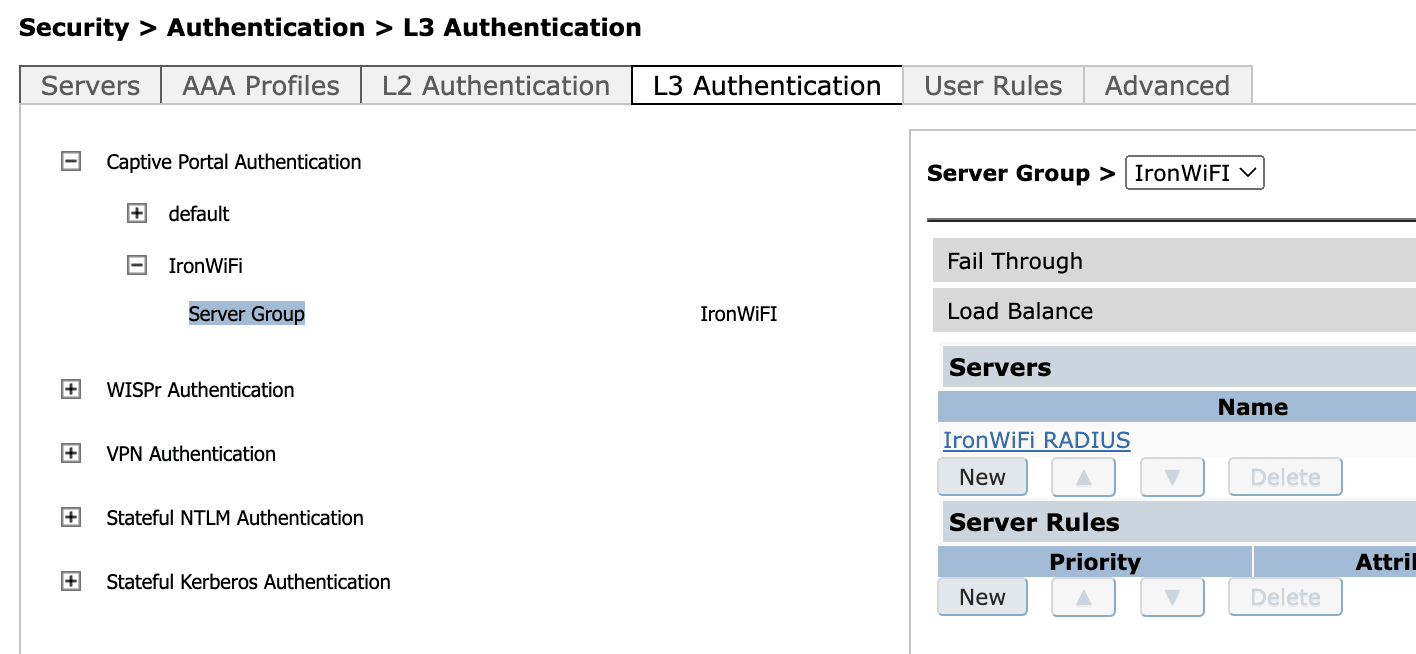 Security > Authentication > L3 Authentication
Servers AAA Profiles L2 Authentication L3 Authentication User Rules Advanced
Captive Portal Authentication
default
IronWiFi
Server Group IronWiFI
WISPr Authentication
VPN Authentication
Stateful NTLM Authentication
Stateful Kerberos Authentication
Server Group > IronWiFI
Fail Through
Load Balance
Servers
Name
IronWiFi RADIUS
New ▲ ▼ Delete
Server Rules
Priority Attri
New ▲ ▼ Delete